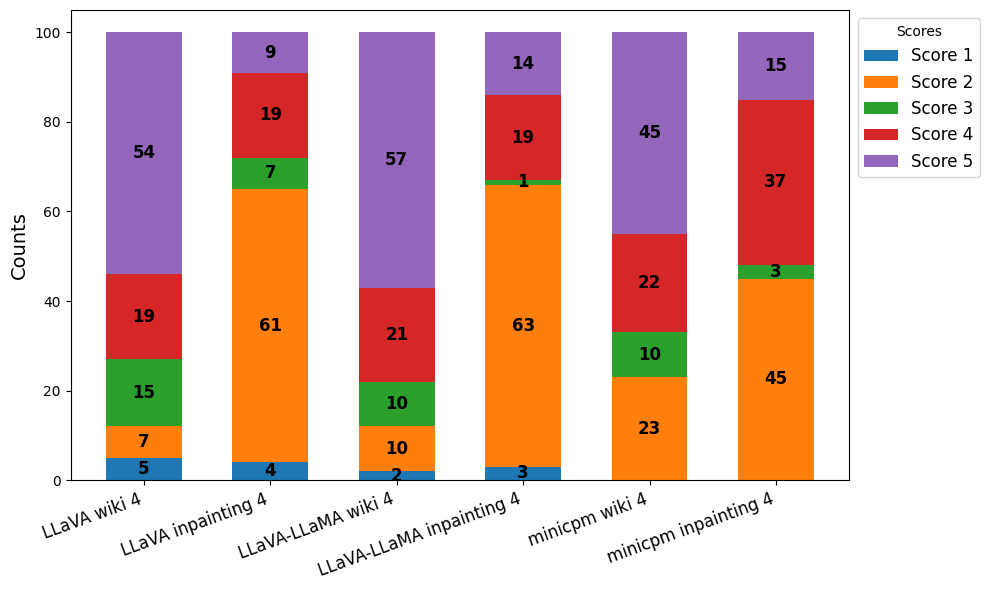 Scores
Score 1
Score 2
Score 3
Score 4
Score 5
Counts
100
80
60
40
20
0
54
19
15
7
5
9
19
7
61
4
57
21
10
10
2
14
19
1
63
3
45
22
10
23
15
37
3
45
LLaVA wiki 4
LLaVA inpainting 4
LLaVA-LLaMA wiki 4
LLaVA-LLaMA inpainting 4
minicpm wiki 4
minicpm inpainting 4